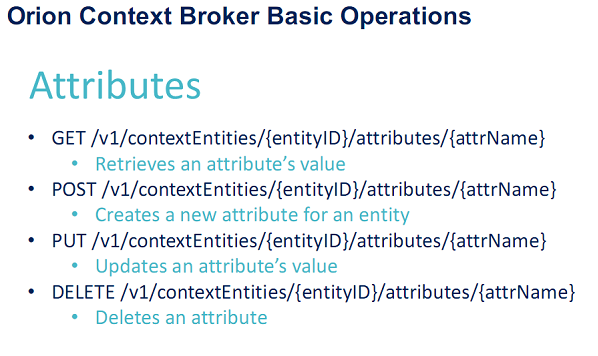 Orion Context Broker Basic Operations
Attributes
• GET /v1/contextEntities/{entityID}/attributes/{attrName}
• Retrieves an attribute’s value
• POST /v1/contextEntities/{entityID}/attributes/{attrName}
• Creates a new attribute for an entity
• PUT /v1/contextEntities/{entityID}/attributes/{attrName}
• Updates an attribute’s value
• DELETE /v1/contextEntities/{entityID}/attributes/{attrName}
• Deletes an attribute